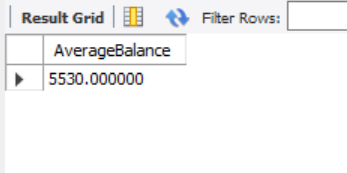 Result Grid Filter Rows:
AverageBalance
5530.000000